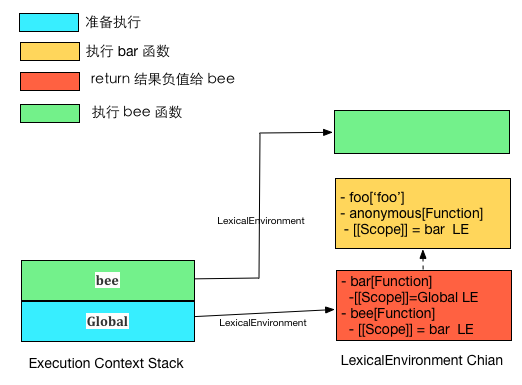 准备执行
执行 bar 函数
return 结果负值给 bee
执行 bee 函数
LexicalEnvironment
- foo[‘foo’]
- anonymous[Function]
- [[Scope]] = bar LE
bee
- bar[Function]
-[[Scope]]=Global LE
- bee[Function]
- [[Scope]] = bar LE
Global
LexicalEnvironment
Execution Context Stack
LexicalEnvironment Chian